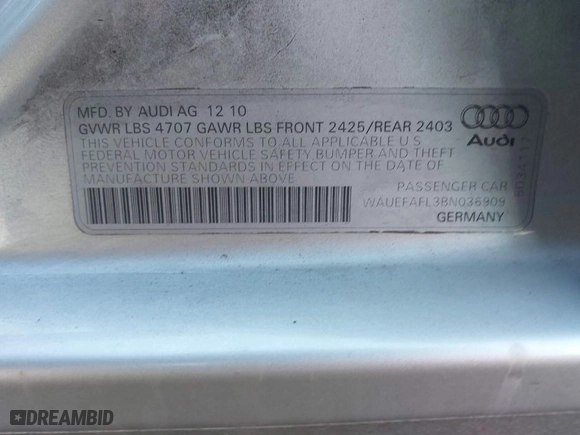 MFD. BY AUDI AG 12 10
GVWR LBS 4707 GAWR LBS FRONT 2425/REAR 2403
THIS VEHICLE CONFORMS TO ALL APPLICABLE U S
FEDERAL MOTOR VEHICLE SAFETY BUMPER AND THEFT
PREVENTION STANDARDS IN EFFECT ON THE DATE OF
MANUFACTURE SHOWN ABOVE
Audi
PASSENGER CAR
WAUEFAFL3BN036909
GERMANY
DREAMBID